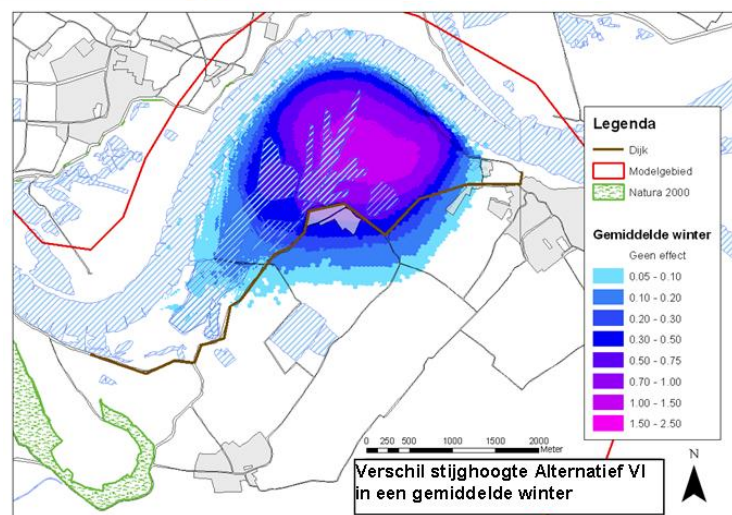 Legenda
Dijk
Modelgebied
Natura 2000
Gemiddelde winter
Geen effect
0.05 - 0.10
0.10 - 0.20
0.20 - 0.30
0.30 - 0.50
0.50 - 0.75
0.70 - 1.00
1.00 - 1.50
1.50 - 2.50
0 250 500 1000 1500 2000
Meter
N
Verschil stijghoogte Alternatief VI
in een gemiddelde winter